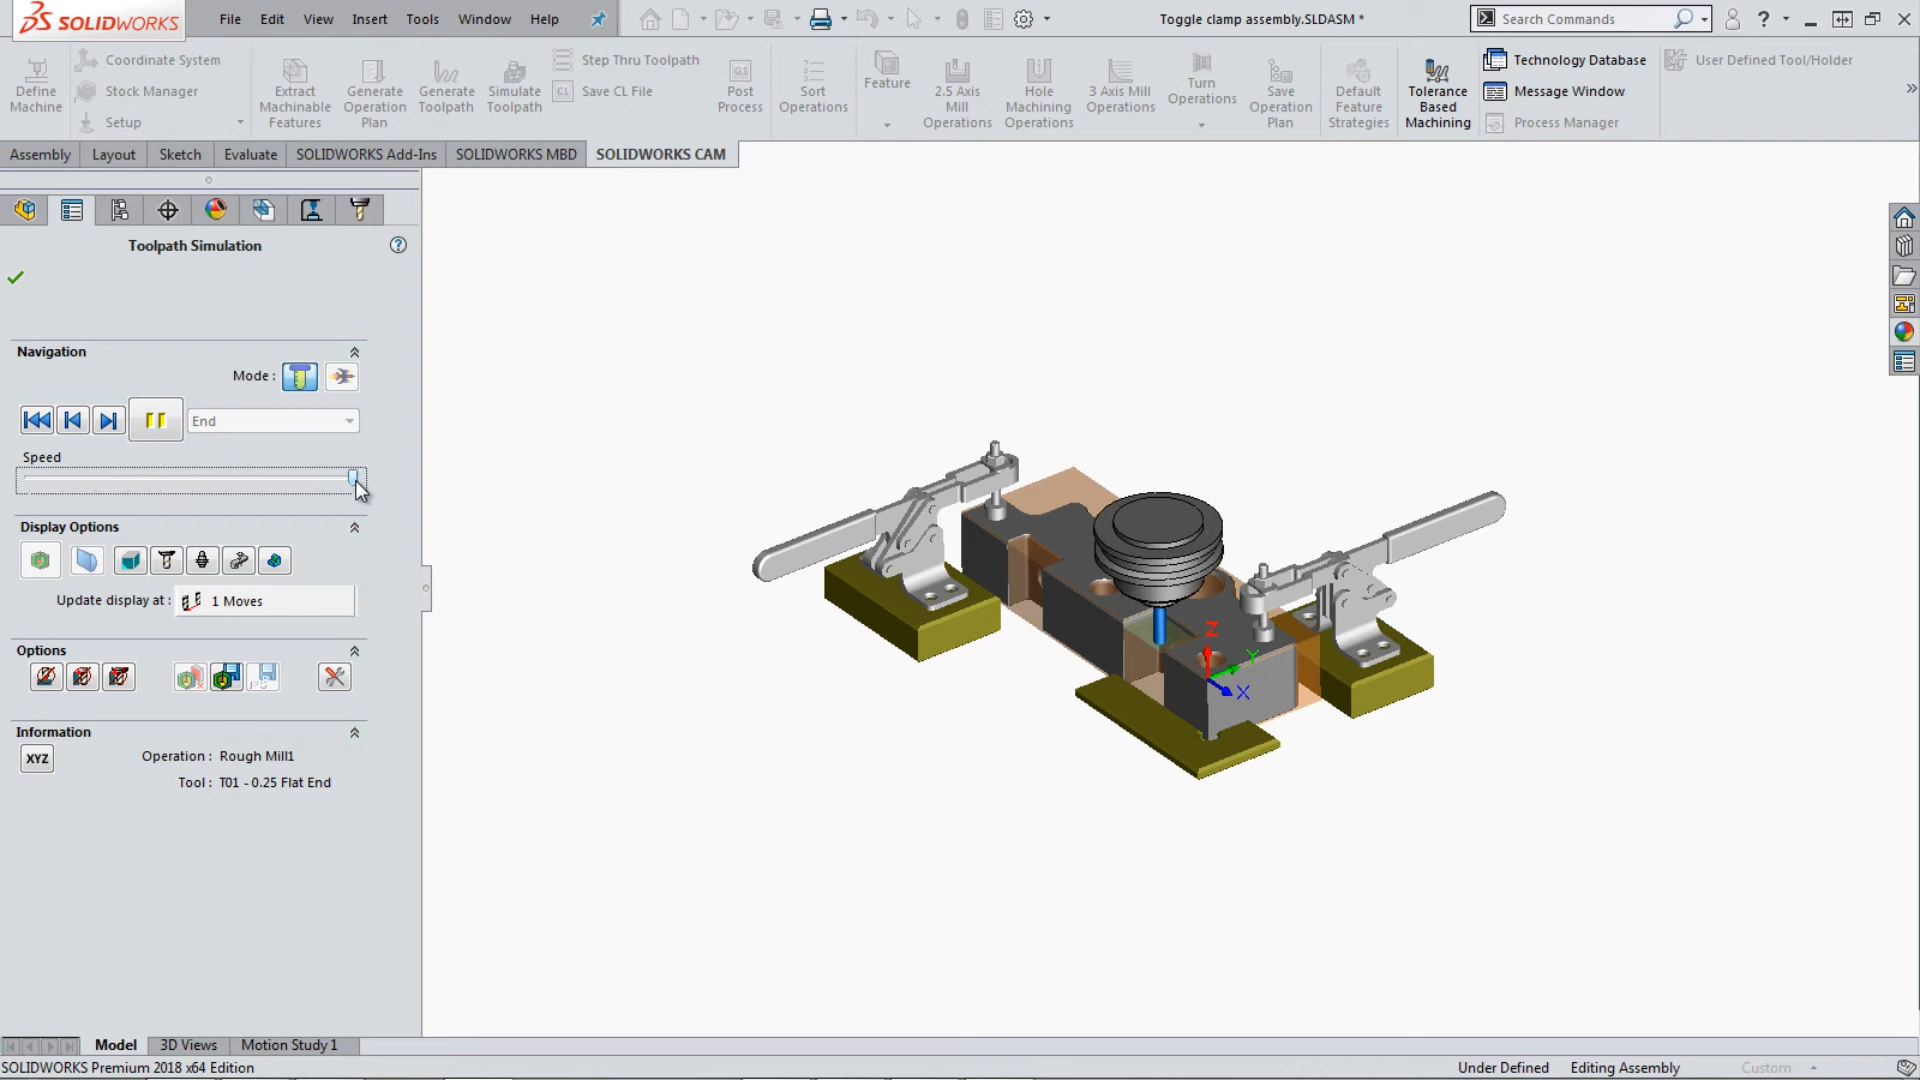 SOLIDWORKS
File Edit View Insert Tools Window Help
Toggle clamp assembly.SLDASM *
Search Commands
Define Machine
Coordinate System
Stock Manager
Setup
Extract Machinable Features
Generate Operation Plan
Generate Toolpath
Simulate Toolpath
Step Thru Toolpath
CL Save CL File
G1
Post Process
Sort Operations
Feature
2.5 Axis Mill Operations
Hole Machining Operations
3 Axis Mill Operations
Turn Operations
Save Operation Plan
Default Feature Strategies
Tolerance Based Machining
Technology Database
Message Window
Process Manager
User Defined Tool/Holder
Assembly Layout Sketch Evaluate SOLIDWORKS Add-Ins SOLIDWORKS MBD SOLIDWORKS CAM
Toolpath Simulation
Navigation
Mode :
End
Speed
Display Options
Update display at : 1 Moves
Options
Information
XYZ
Operation : Rough Mill1
Tool : T01 - 0.25 Flat End
Z
Y
X
Model 3D Views Motion Study 1
SOLIDWORKS Premium 2018 x64 Edition
Under Defined Editing Assembly Custom